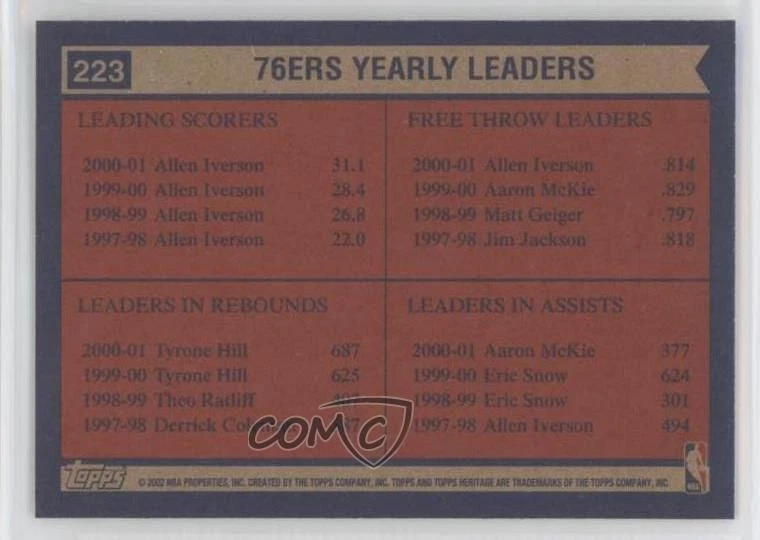 223
76ERS YEARLY LEADERS
LEADING SCORERS
2000-01 Allen Iverson 31.1
1999-00 Allen Iverson 28.4
1998-99 Allen Iverson 26.8
1997-98 Allen Iverson 22.0
FREE THROW LEADERS
2000-01 Allen Iverson .814
1999-00 Aaron McKie .829
1998-99 Matt Geiger .797
1997-98 Jim Jackson .818
LEADERS IN REBOUNDS
2000-01 Tyrone Hill 687
1999-00 Tyrone Hill 625
1998-99 Theo Ratliff
1997-98 Derrick
LEADERS IN ASSISTS
2000-01 Aaron McKie 377
1999-00 Eric Snow 624
1998-99 Eric Snow 301
1997-98 Allen Iverson 494
COMC
Topps
© 2002 NBA PROPERTIES, INC. CREATED BY THE TOPPS COMPANY, INC. TOPPS AND TOPPS HERITAGE ARE TRADEMARKS OF THE TOPPS COMPANY, INC.
NBA